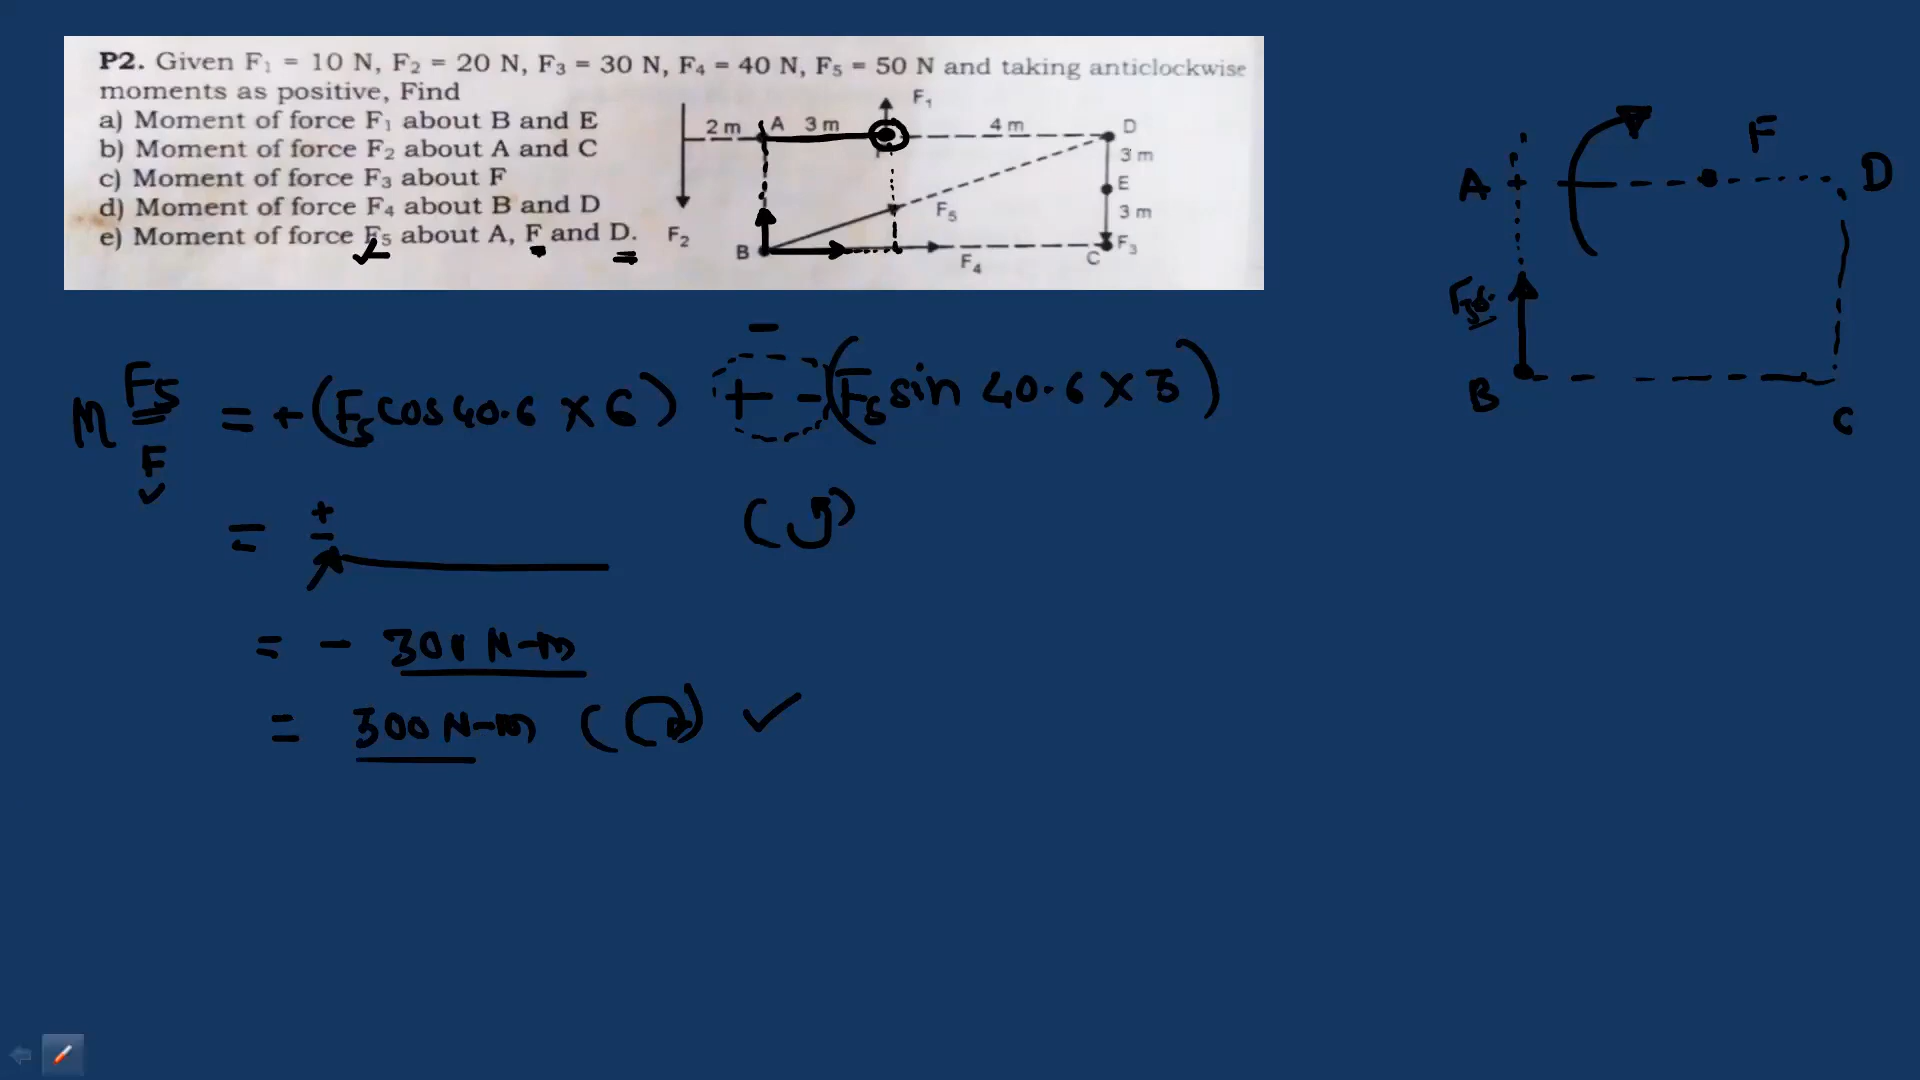 P2. Given F₁ = 10 N, F₂ = 20 N, F₃ = 30 N, F₄ = 40 N, F₅ = 50 N and taking anticlockwise
moments as positive, Find
a) Moment of force F₁ about B and E
b) Moment of force F₂ about A and C
c) Moment of force F₃ about F
d) Moment of force F₄ about B and D
e) Moment of force F₅ about A, F and D.
F₁
2 m A 3 m 4 m D
3 m
E
F₅ 3 m
F₂ B F₄ C F₃
F
A D
B C
M F₅ = + (F₅ cos 40.6 × 6) + - (F₅ sin 40.6 × 3)
F
-
= ±
= - 301 N-m
= 300 N-m ( ) ✓